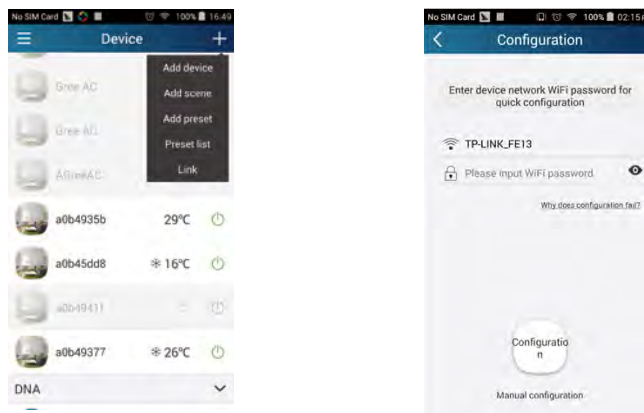 No SIM Card 100% 16:49
Device
Add device
Add scene
Add preset
Preset list
Link
Gree AC
Gree AC
AGreeAC
a0b4935b 29℃
a0b45dd8 16℃
a0b49411
a0b49377 26℃
DNA
No SIM Card 100% 02:15
Configuration
Enter device network WiFi password for
quick configuration
TP-LINK_FE13
Please input WiFi password
Why does configuration fail?
Configuratio
n
Manual configuration